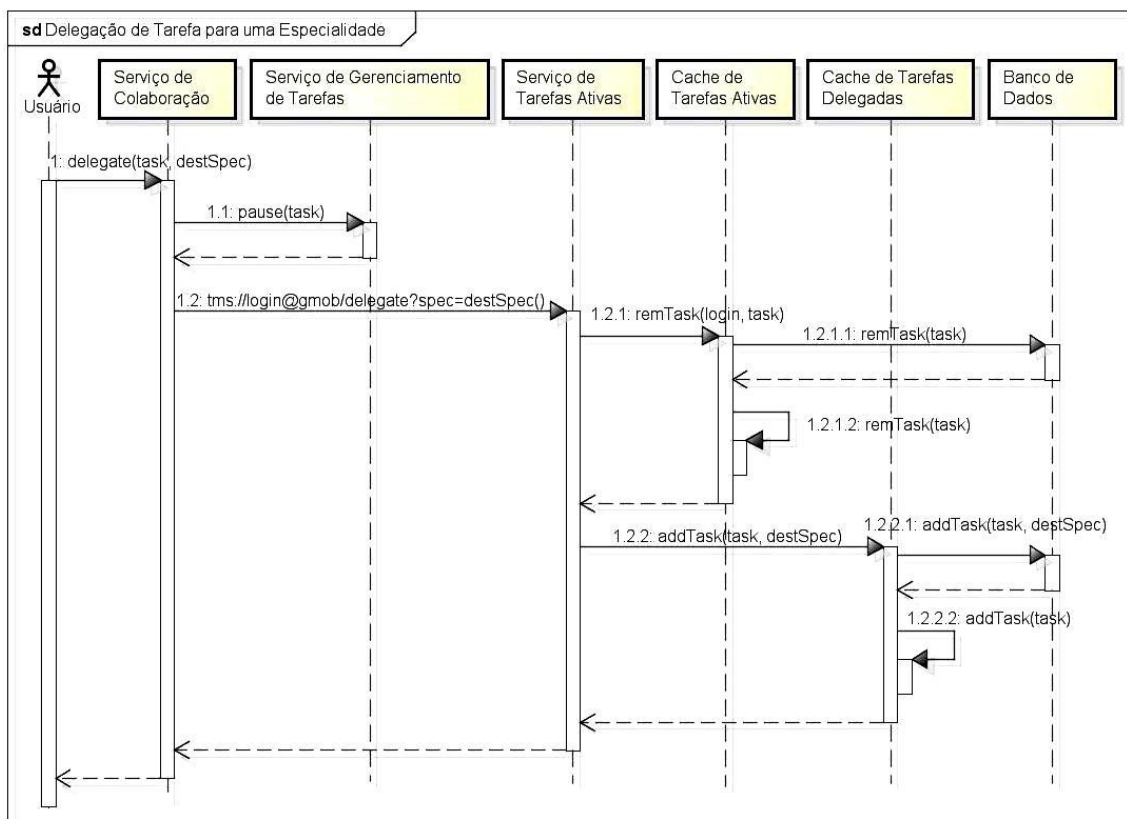 sd Delegação de Tarefa para uma Especialidade
Usuário
Serviço de
Colaboração
Serviço de Gerenciamento
de Tarefas
Serviço de
Tarefas Ativas
Cache de
Tarefas Ativas
Cache de Tarefas
Delegadas
Banco de
Dados
1: delegate(task, destSpec)
1.1: pause(task)
1.2: tms://login@gmob/delegate?spec=destSpec()
1.2.1: remTask(login, task)
1.2.1.1: remTask(task)
1.2.1.2: remTask(task)
1.2.2: addTask(task, destSpec)
1.2.2.1: addTask(task, destSpec)
1.2.2.2: addTask(task)